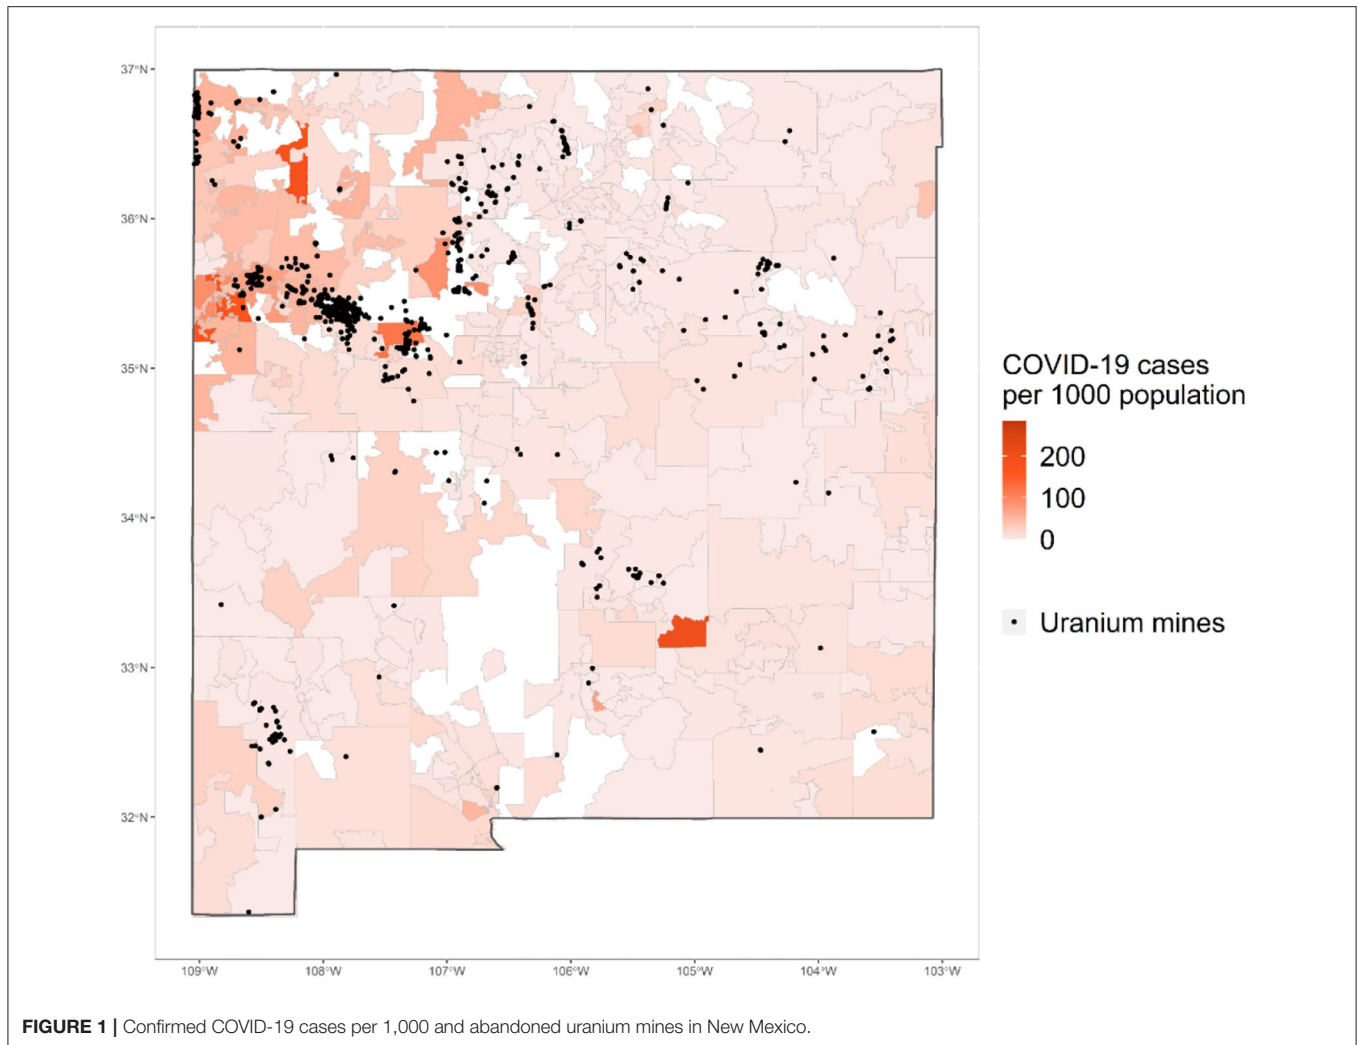 37°N
36°N
35°N
34°N
33°N
32°N
109°W 108°W 107°W 106°W 105°W 104°W 103°W
COVID-19 cases
per 1000 population
200
100
0
Uranium mines
FIGURE 1 | Confirmed COVID-19 cases per 1,000 and abandoned uranium mines in New Mexico.